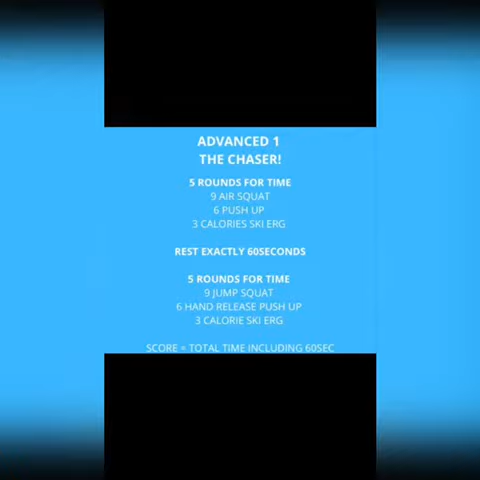 ADVANCED 1
THE CHASER!
5 ROUNDS FOR TIME
9 AIR SQUAT
6 PUSH UP
3 CALORIES SKI ERG
REST EXACTLY 60SECONDS
5 ROUNDS FOR TIME
9 JUMP SQUAT
6 HAND RELEASE PUSH UP
3 CALORIE SKI ERG
SCORE = TOTAL TIME INCLUDING 60SEC